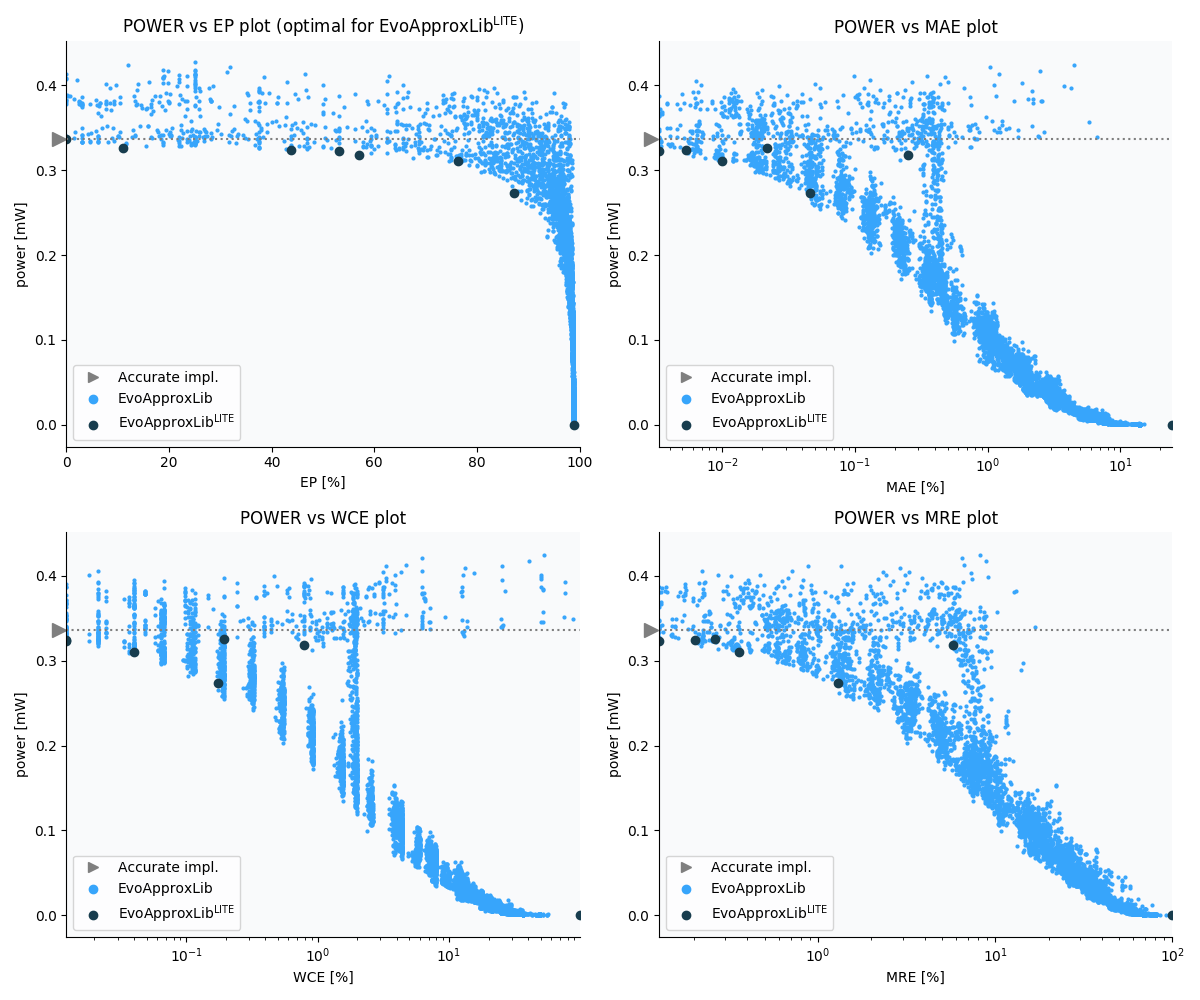 POWER vs EP plot (optimal for EvoApproxLib^LITE)
power [mW]
0.4
0.3
0.2
0.1
0.0
Accurate impl.
EvoApproxLib
EvoApproxLib^LITE
0 20 40 60 80 100
EP [%]
POWER vs MAE plot
power [mW]
0.4
0.3
0.2
0.1
0.0
Accurate impl.
EvoApproxLib
EvoApproxLib^LITE
10^−2 10^−1 10^0 10^1
MAE [%]
POWER vs WCE plot
power [mW]
0.4
0.3
0.2
0.1
0.0
Accurate impl.
EvoApproxLib
EvoApproxLib^LITE
10^−1 10^0 10^1
WCE [%]
POWER vs MRE plot
power [mW]
0.4
0.3
0.2
0.1
0.0
Accurate impl.
EvoApproxLib
EvoApproxLib^LITE
10^0 10^1 10^2
MRE [%]